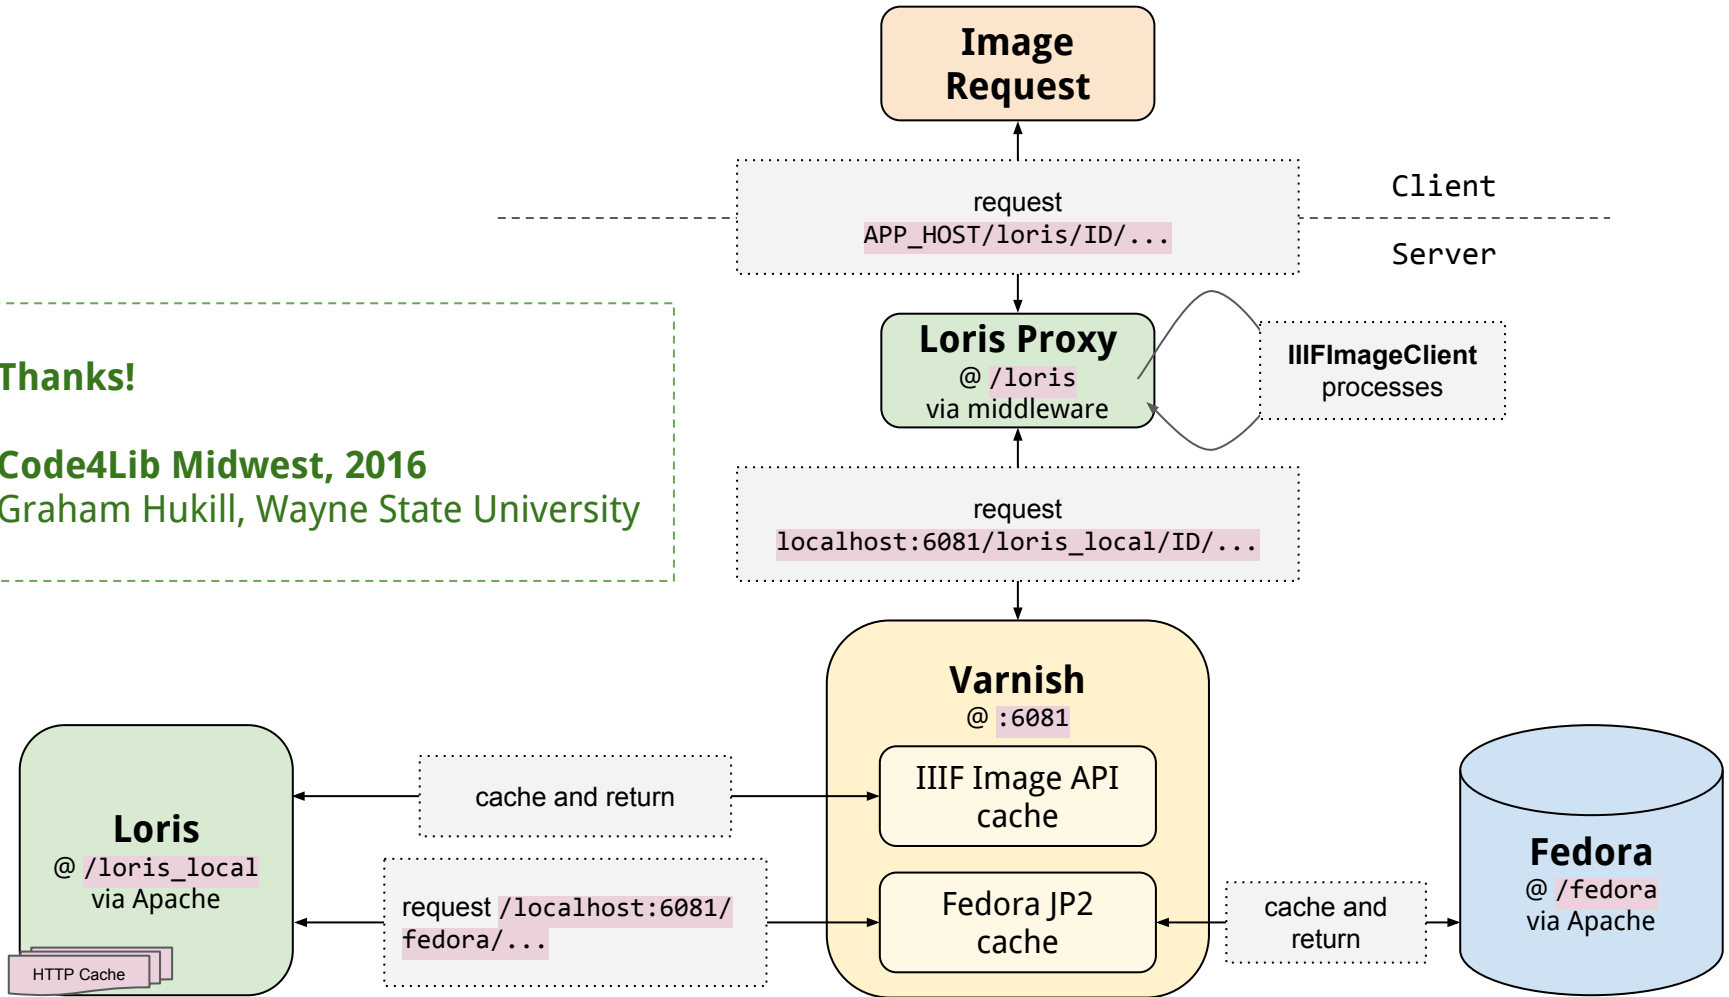 Image
Request
request
APP_HOST/loris/ID/...
Client
Server
Loris Proxy
@ /loris
via middleware
IIIFImageClient
processes
Thanks!
Code4Lib Midwest, 2016
Graham Hukill, Wayne State University
request
localhost:6081/loris_local/ID/...
Varnish
@ :6081
IIIF Image API
cache
Fedora JP2
cache
cache and return
request /localhost:6081/
fedora/...
Loris
@ /loris_local
via Apache
HTTP Cache
cache and
return
Fedora
@ /fedora
via Apache